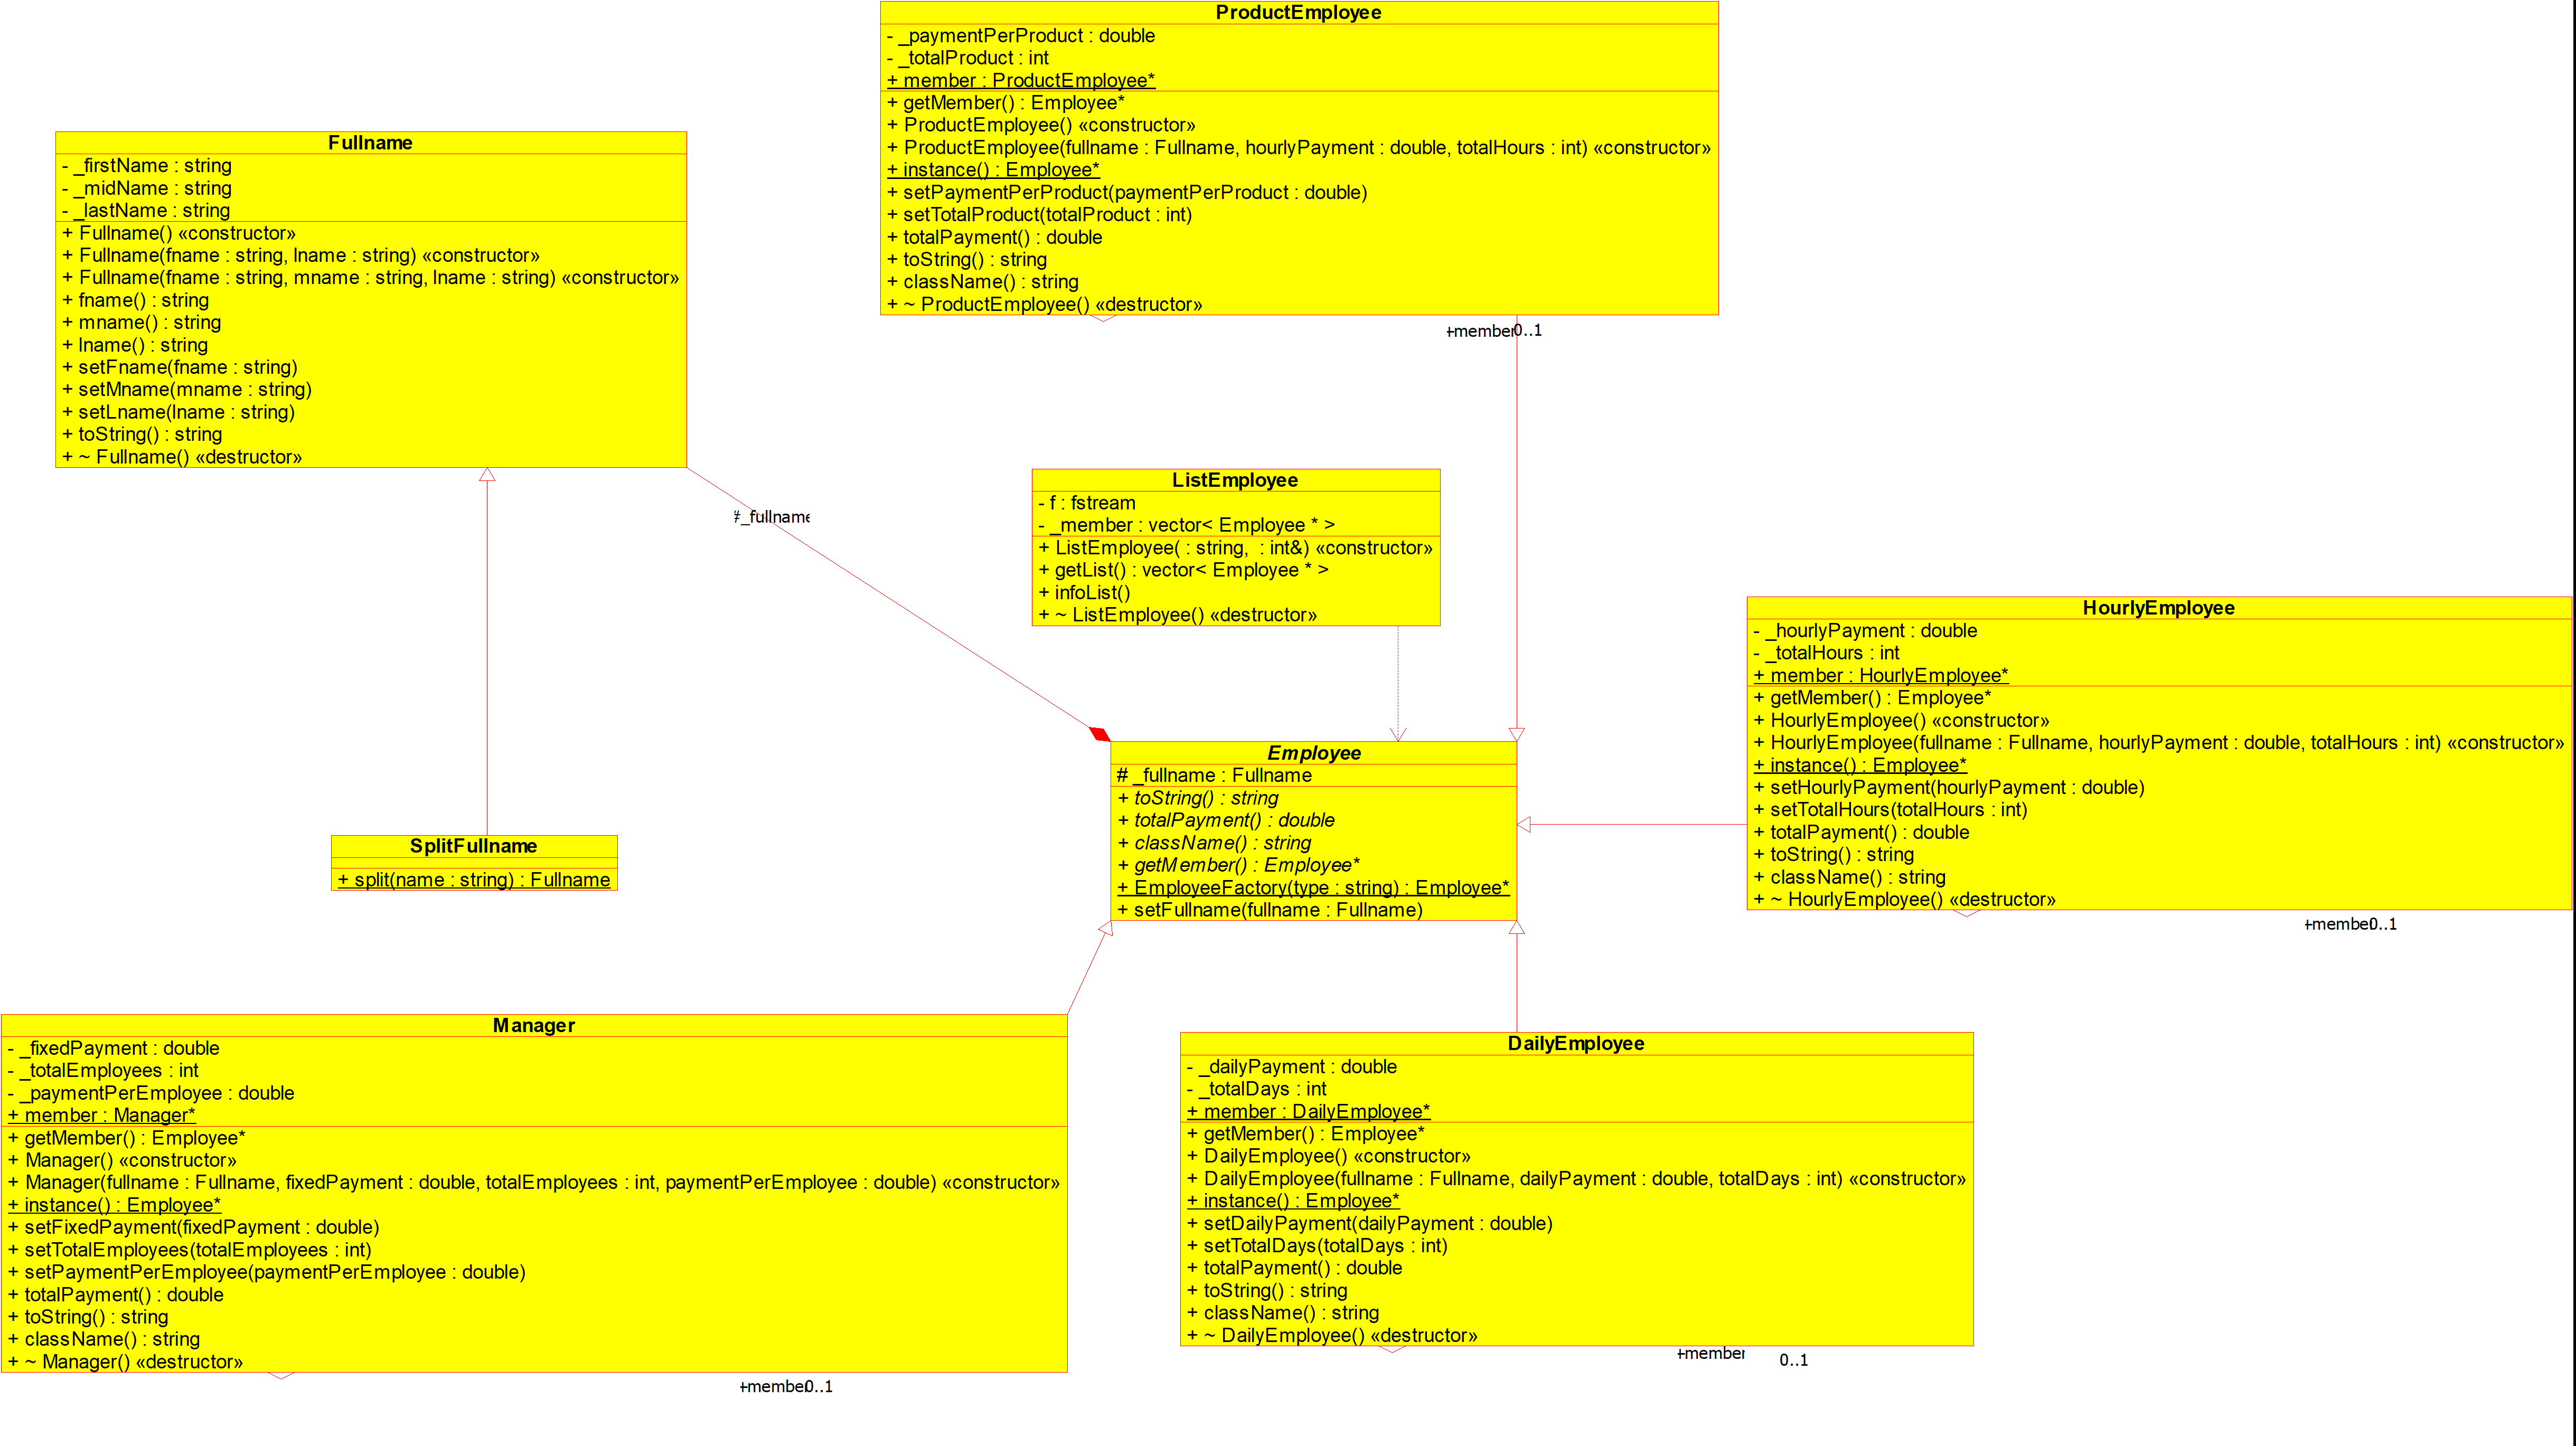 ProductEmployee
- _paymentPerProduct : double
- _totalProduct : int
+ member : ProductEmployee*
+ getMember() : Employee*
+ ProductEmployee() «constructor»
+ ProductEmployee(fullname : Fullname, hourlyPayment : double, totalHours : int) «constructor»
+ instance() : Employee*
+ setPaymentPerProduct(paymentPerProduct : double)
+ setTotalProduct(totalProduct : int)
+ totalPayment() : double
+ toString() : string
+ className() : string
+ ~ ProductEmployee() «destructor»
+member 0..1
Fullname
- _firstName : string
- _midName : string
- _lastName : string
+ Fullname() «constructor»
+ Fullname(fname : string, lname : string) «constructor»
+ Fullname(fname : string, mname : string, lname : string) «constructor»
+ fname() : string
+ mname() : string
+ lname() : string
+ setFname(fname : string)
+ setMname(mname : string)
+ setLname(lname : string)
+ toString() : string
+ ~ Fullname() «destructor»
#_fullname
ListEmployee
- f : fstream
- _member : vector< Employee * >
+ ListEmployee( : string,  : int&) «constructor»
+ getList() : vector< Employee * >
+ infoList()
+ ~ ListEmployee() «destructor»
HourlyEmployee
- _hourlyPayment : double
- _totalHours : int
+ member : HourlyEmployee*
+ getMember() : Employee*
+ HourlyEmployee() «constructor»
+ HourlyEmployee(fullname : Fullname, hourlyPayment : double, totalHours : int) «constructor»
+ instance() : Employee*
+ setHourlyPayment(hourlyPayment : double)
+ setTotalHours(totalHours : int)
+ totalPayment() : double
+ toString() : string
+ className() : string
+ ~ HourlyEmployee() «destructor»
+member 0..1
Employee
# _fullname : Fullname
+ toString() : string
+ totalPayment() : double
+ className() : string
+ getMember() : Employee*
+ EmployeeFactory(type : string) : Employee*
+ setFullname(fullname : Fullname)
SplitFullname
+ split(name : string) : Fullname
Manager
- _fixedPayment : double
- _totalEmployees : int
- _paymentPerEmployee : double
+ member : Manager*
+ getMember() : Employee*
+ Manager() «constructor»
+ Manager(fullname : Fullname, fixedPayment : double, totalEmployees : int, paymentPerEmployee : double) «constructor»
+ instance() : Employee*
+ setFixedPayment(fixedPayment : double)
+ setTotalEmployees(totalEmployees : int)
+ setPaymentPerEmployee(paymentPerEmployee : double)
+ totalPayment() : double
+ toString() : string
+ className() : string
+ ~ Manager() «destructor»
+member 0..1
DailyEmployee
- _dailyPayment : double
- _totalDays : int
+ member : DailyEmployee*
+ getMember() : Employee*
+ DailyEmployee() «constructor»
+ DailyEmployee(fullname : Fullname, dailyPayment : double, totalDays : int) «constructor»
+ instance() : Employee*
+ setDailyPayment(dailyPayment : double)
+ setTotalDays(totalDays : int)
+ totalPayment() : double
+ toString() : string
+ className() : string
+ ~ DailyEmployee() «destructor»
+member 0..1